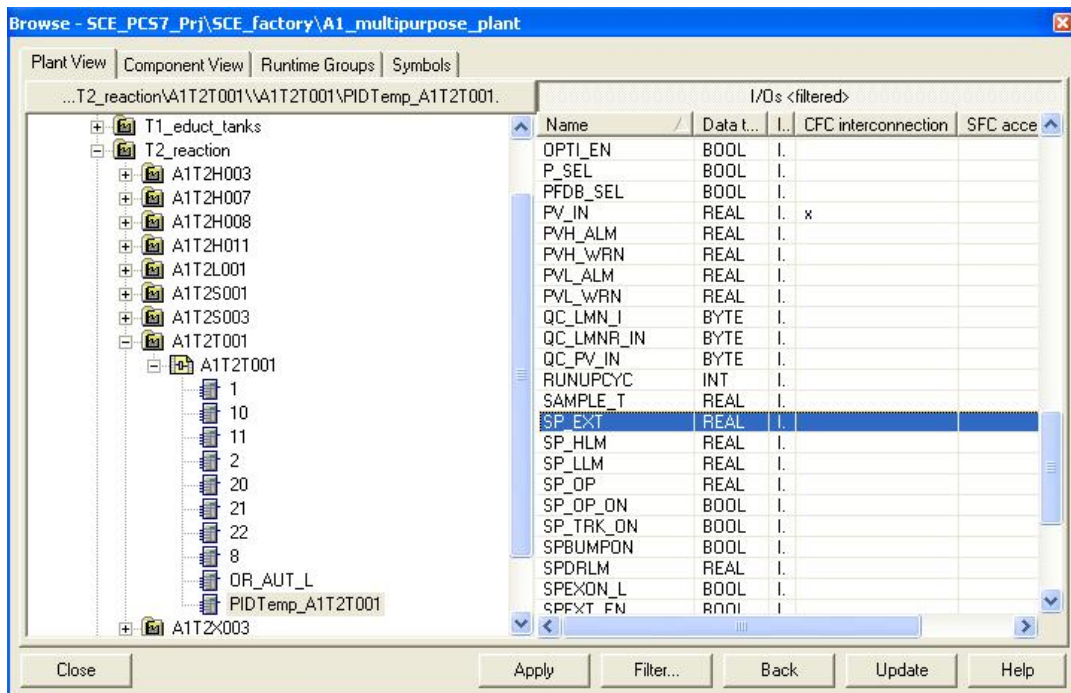 Browse - SCE_PCS7_Prj\SCE_factory\A1_multipurpose_plant
Plant View Component View Runtime Groups Symbols
...T2_reaction\A1T2T001\\A1T2T001\PIDTemp_A1T2T001.
T1_educt_tanks
T2_reaction
A1T2H003
A1T2H007
A1T2H008
A1T2H011
A1T2L001
A1T2S001
A1T2S003
A1T2T001
A1T2T001
1
10
11
2
20
21
22
8
OR_AUT_L
PIDTemp_A1T2T001
A1T2X003
I/Os <filtered>
Name Data t... I.. CFC interconnection SFC acce
OPTI_EN BOOL I.
P_SEL BOOL I.
PFDB_SEL BOOL I.
PV_IN REAL I. x
PVH_ALM REAL I.
PVH_WRN REAL I.
PVL_ALM REAL I.
PVL_WRN REAL I.
QC_LMN_I BYTE I.
QC_LMNR_IN BYTE I.
QC_PV_IN BYTE I.
RUNUPCYC INT I.
SAMPLE_T REAL I.
SP_EXT REAL I.
SP_HLM REAL I.
SP_LLM REAL I.
SP_OP REAL I.
SP_OP_ON BOOL I.
SP_TRK_ON BOOL I.
SPBUMPON BOOL I.
SPDRLM REAL I.
SPEXON_L BOOL I.
SPEXT_EN BOOL I.
Close Apply Filter... Back Update Help